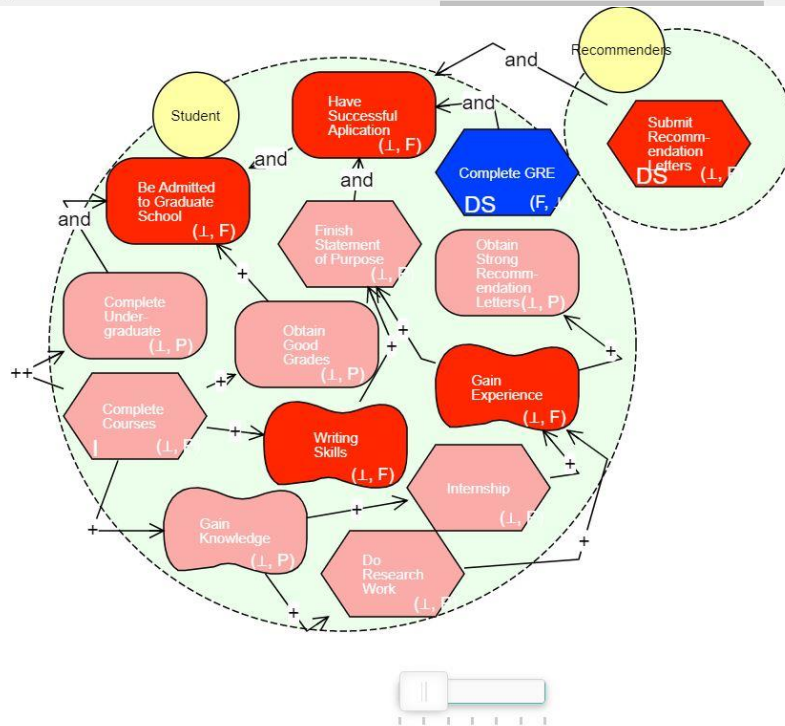 Recommenders
and
Student
Have
Successful
Aplication
(⊥, F)
and
Submit
Recomm-
endation
Letters
DS
(⊥, P
and
Complete GRE
DS
(F, ⊥
and
Be Admitted
to Graduate
School
(⊥, F)
and
Finish
Statement
of Purpose
(⊥, P
Obtain
Strong
Recomm-
endation
Letters
(⊥, P)
+
Complete
Under-
graduate
(⊥, P)
Obtain
Good
Grades
(⊥, P)
+
+
+
++
+
Gain
Experience
(⊥, F)
Complete
Courses
I
(⊥, P
+
Writing
Skills
(⊥, F)
+
Internship
(⊥, P
+
Gain
Knowledge
(⊥, P)
+
+
Do
Research
Work
(⊥, P
+